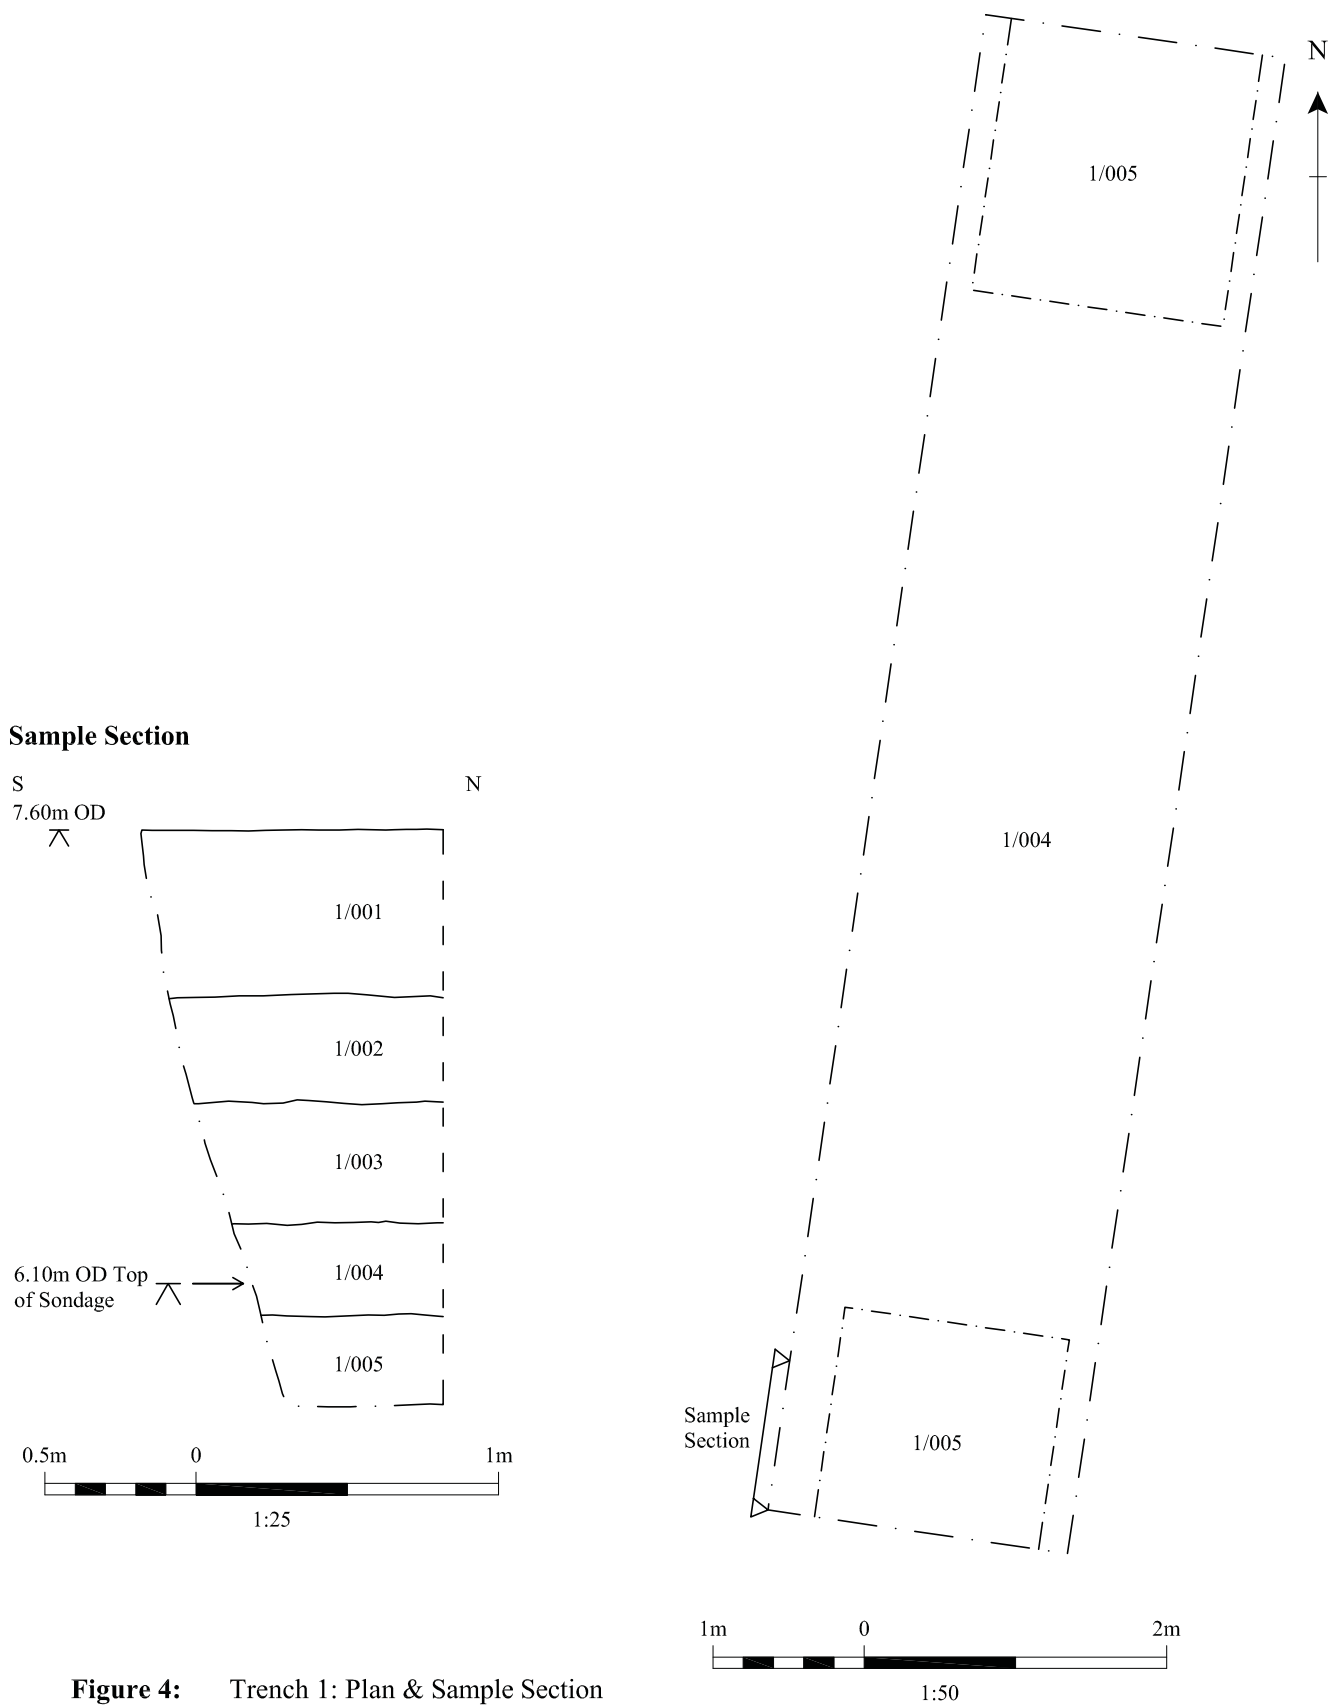 N
1/005
1/004
Sample Section
S
N
7.60m OD
1/001
1/002
1/003
6.10m OD Top
of Sondage
1/004
1/005
0.5m
0
1m
1:25
Sample
Section
1/005
1m
0
2m
1:50
Figure 4: Trench 1: Plan & Sample Section